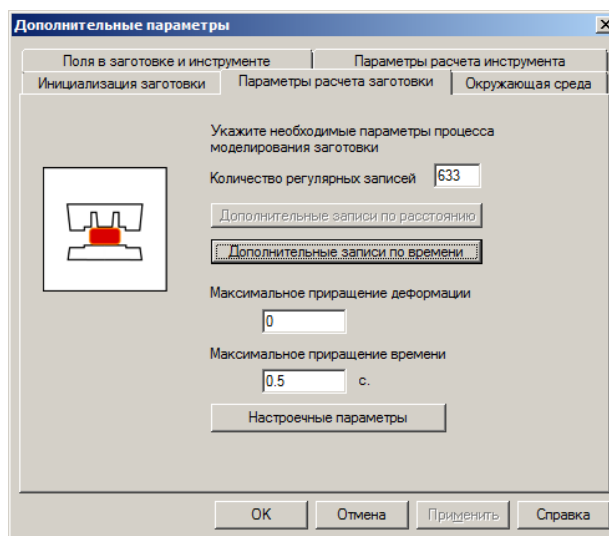 Дополнительные параметры
Поля в заготовке и инструменте
Параметры расчета инструмента
Инициализация заготовки
Параметры расчета заготовки
Окружающая среда
Укажите необходимые параметры процесса
моделирования заготовки
Количество регулярных записей 633
Дополнительные записи по расстоянию
Дополнительные записи по времени
Максимальное приращение деформации
0
Максимальное приращение времени
0.5 с.
Настроечные параметры
OK
Отмена
Применить
Справка